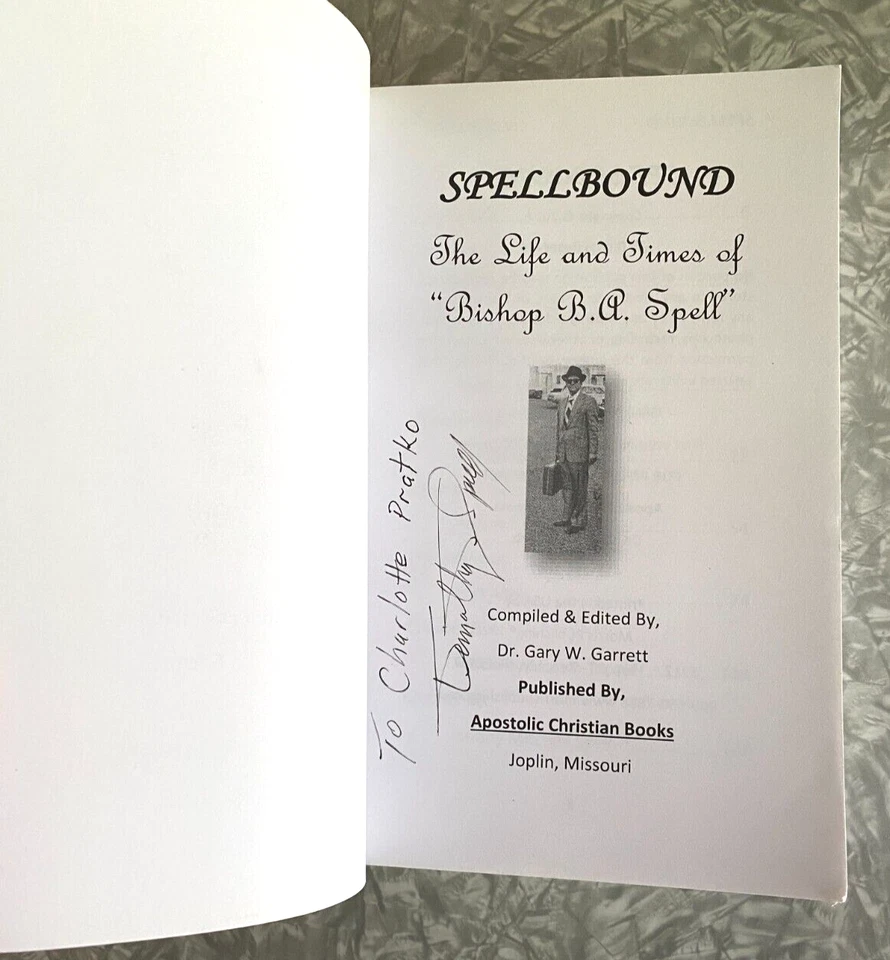 SPELLBOUND
The Life and Times of
“Bishop B.A. Spell”
To Charlotte Pratko
Spell
Compiled & Edited By,
Dr. Gary W. Garrett
Published By,
Apostolic Christian Books
Joplin, Missouri